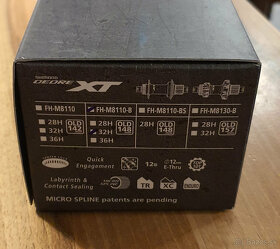 SHIMANO
DEORE XT
FH-M8110 FH-M8110-B FH-M8110-BS FH-M8130-B
28H OLD 28H OLD 28H OLD 28H OLD
32H 142 32H 148 32H 148 32H 157
36H 36H
Quick Engagement 12s 12mm E-Thru
Labyrinth & Contact Sealing TR XC ENDURO
MICRO SPLINE patents are pending